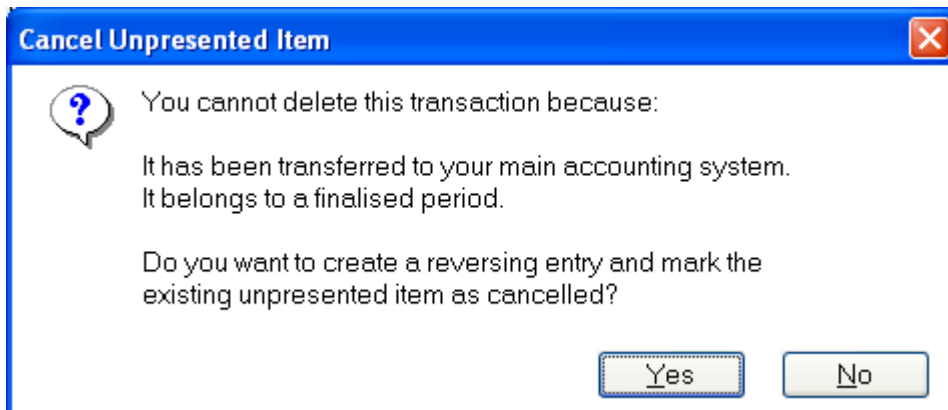 Cancel Unpresented Item
You cannot delete this transaction because:
It has been transferred to your main accounting system.
It belongs to a finalised period.
Do you want to create a reversing entry and mark the
existing unpresented item as cancelled?
Yes
No